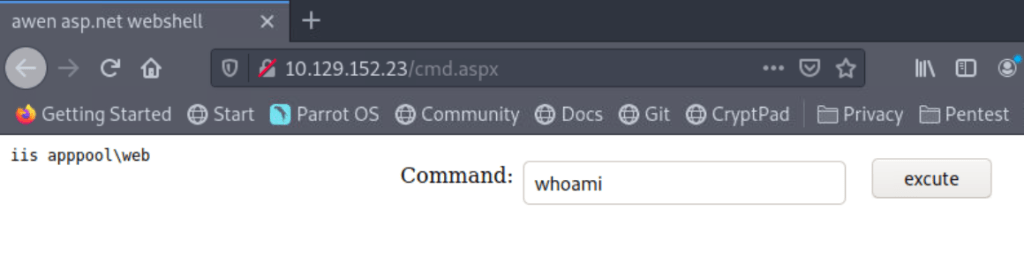 awen asp.net webshell
10.129.152.23/cmd.aspx
Getting Started Start Parrot OS Community Docs Git CryptPad Privacy Pentest
iis apppool\web
Command: whoami excute